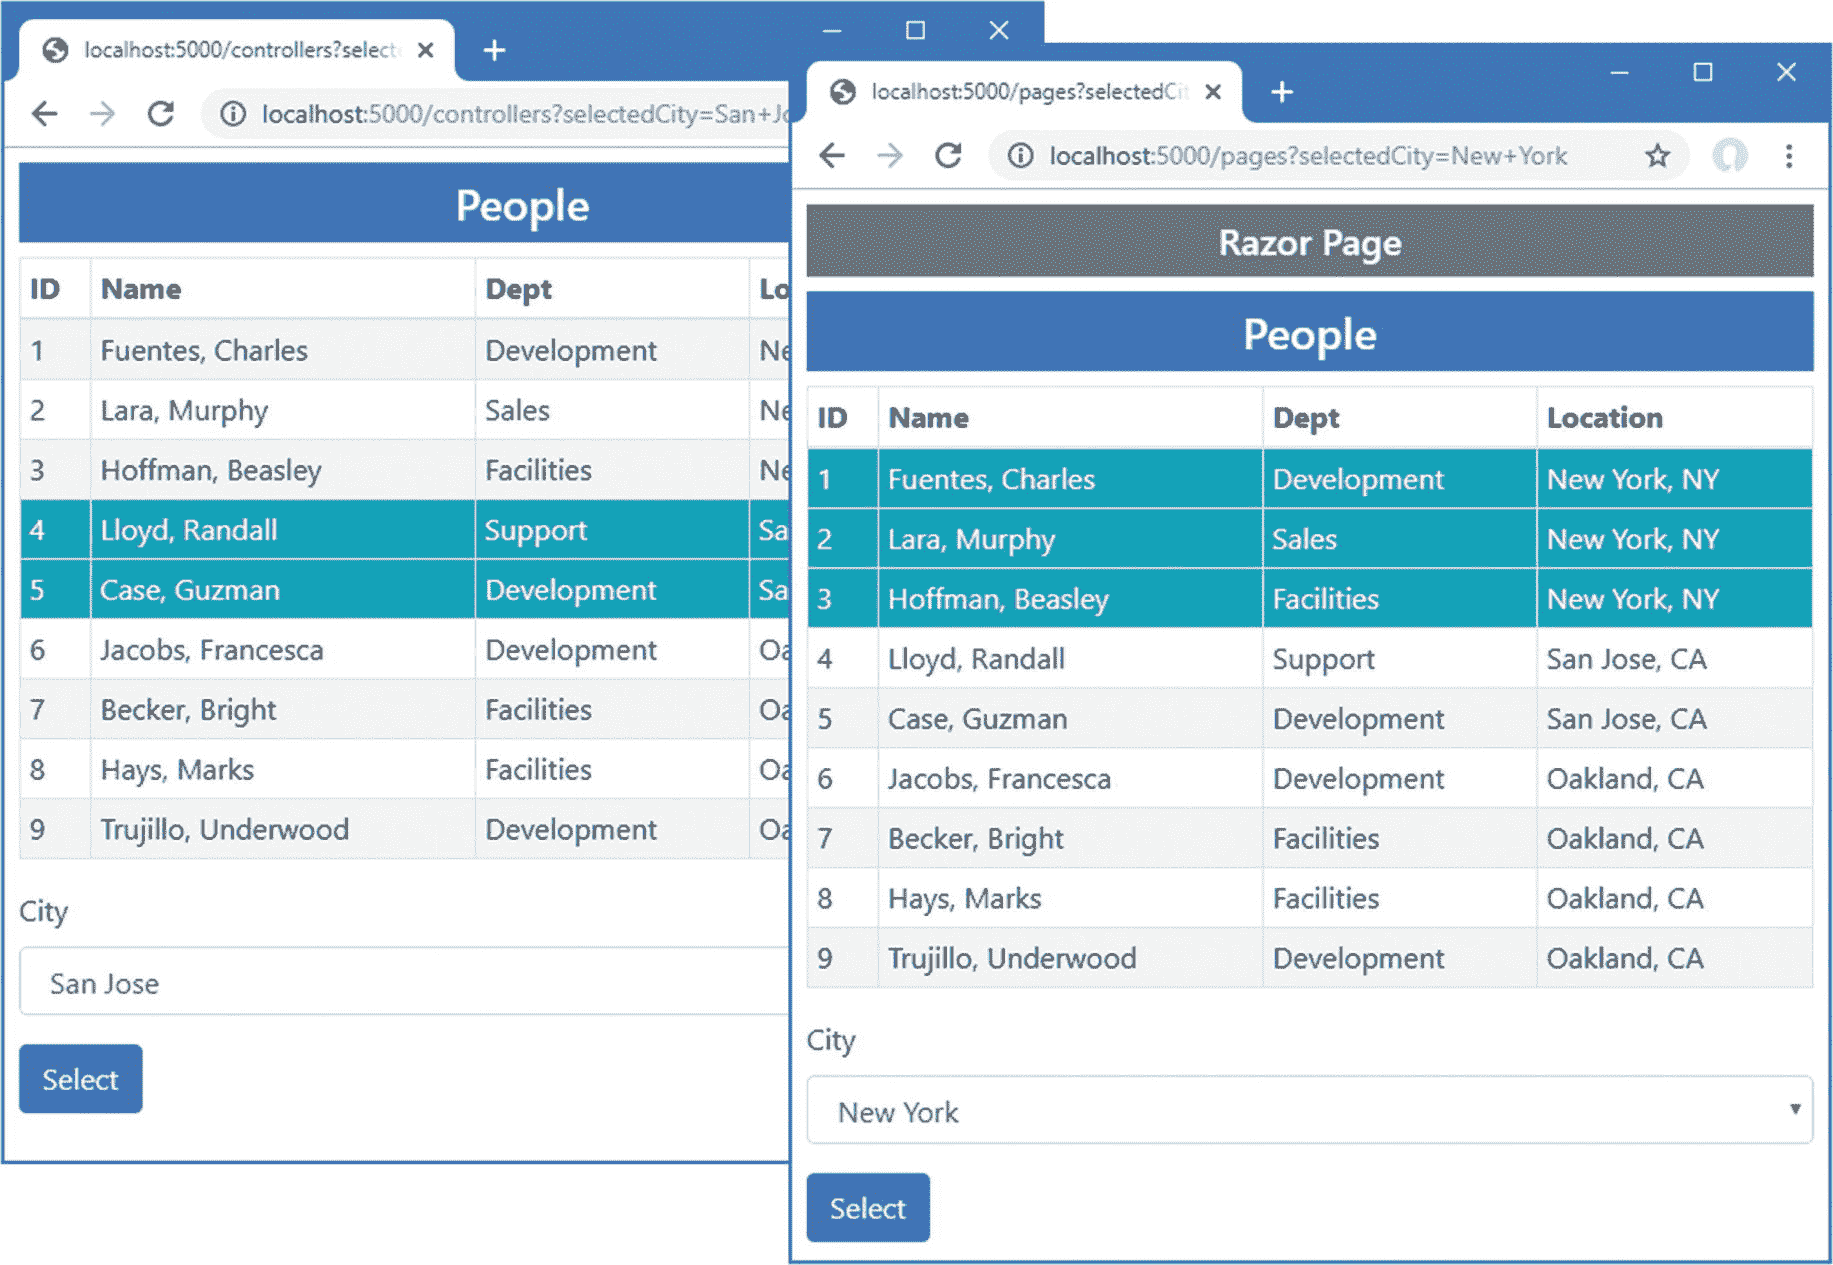 localhost:5000/controllers?select
localhost:5000/controllers?selectedCity=San+Jo
People
ID Name Dept Lo
1 Fuentes, Charles Development Ne
2 Lara, Murphy Sales Ne
3 Hoffman, Beasley Facilities Ne
4 Lloyd, Randall Support Sa
5 Case, Guzman Development Sa
6 Jacobs, Francesca Development Oa
7 Becker, Bright Facilities Oa
8 Hays, Marks Facilities Oa
9 Trujillo, Underwood Development Oa
City
San Jose
Select
localhost:5000/pages?selectedCit
localhost:5000/pages?selectedCity=New+York
Razor Page
People
ID Name Dept Location
1 Fuentes, Charles Development New York, NY
2 Lara, Murphy Sales New York, NY
3 Hoffman, Beasley Facilities New York, NY
4 Lloyd, Randall Support San Jose, CA
5 Case, Guzman Development San Jose, CA
6 Jacobs, Francesca Development Oakland, CA
7 Becker, Bright Facilities Oakland, CA
8 Hays, Marks Facilities Oakland, CA
9 Trujillo, Underwood Development Oakland, CA
City
New York
Select